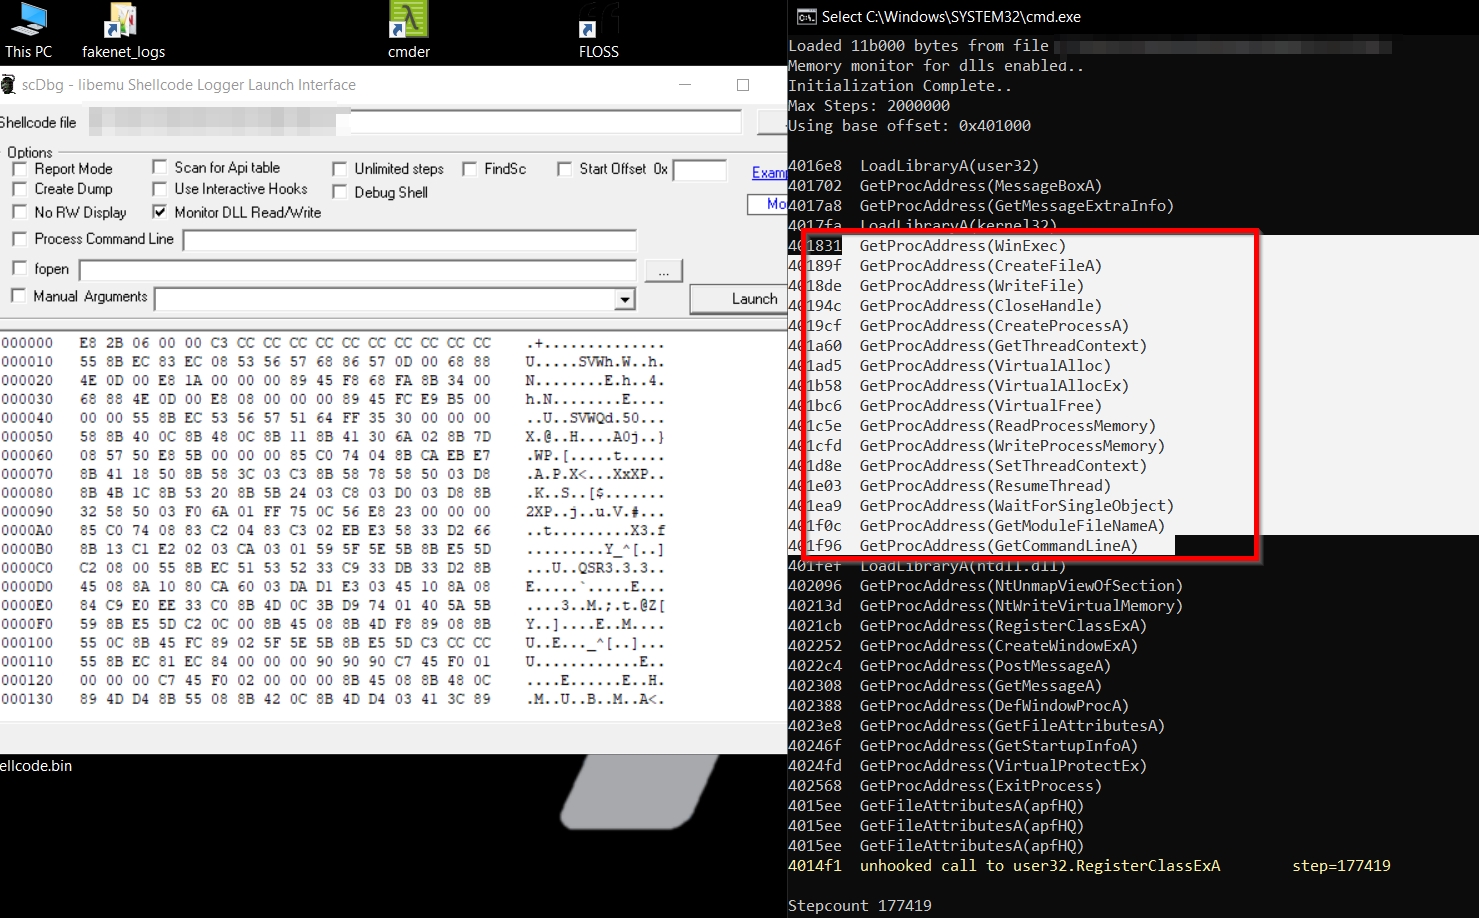 This PC
fakenet_logs
cmder
FLOSS
scDbg - libemu Shellcode Logger Launch Interface
Shellcode file
Options
Report Mode
Scan for Api table
Unlimited steps
FindSc
Start Offset 0x
Create Dump
Use Interactive Hooks
Debug Shell
No RW Display
Monitor DLL Read/Write
Process Command Line
fopen
...
Manual Arguments
Launch
000000 E8 2B 06 00 00 C3 CC CC CC CC CC CC CC CC CC CC .+..............
000010 55 8B EC 83 EC 08 53 56 57 68 86 57 0D 00 68 88 U.....SVWh.W..h.
000020 4E 0D 00 E8 1A 00 00 00 89 45 F8 68 FA 8B 34 00 N........E.h..4.
000030 68 88 4E 0D 00 E8 08 00 00 00 89 45 FC E9 B5 00 h.N........E....
000040 00 00 55 8B EC 53 56 57 51 64 FF 35 30 00 00 00 ..U..SVWQd.50...
000050 58 8B 40 0C 8B 48 0C 8B 11 8B 41 30 6A 02 8B 7D X.@..H....A0j..}
000060 08 57 50 E8 5B 00 00 00 85 C0 74 04 8B CA EB E7 .WP.[.....t.....
000070 8B 41 18 50 8B 58 3C 03 C3 8B 58 78 58 50 03 D8 .A.P.X<...XxXP..
000080 8B 4B 1C 8B 53 20 8B 5B 24 03 C8 03 D0 03 D8 8B .K..S .[$.......
000090 32 58 50 03 F0 6A 01 FF 75 0C 56 E8 23 00 00 00 2XP..j..u.V.#...
0000A0 85 C0 74 08 83 C2 04 83 C3 02 EB E3 58 33 D2 66 ..t.........X3.f
0000B0 8B 13 C1 E2 02 03 CA 03 01 59 5F 5E 5B 8B E5 5D .........Y_^[..]
0000C0 C2 08 00 55 8B EC 51 53 52 33 C9 33 DB 33 D2 8B ...U..QSR3.3.3..
0000D0 45 08 8A 10 80 CA 60 03 DA D1 E3 03 45 10 8A 08 E.....`.....E...
0000E0 84 C9 E0 EE 33 C0 8B 4D 0C 3B D9 74 01 40 5A 5B ....3..M.;.t.@Z[
0000F0 59 8B E5 5D C2 0C 00 8B 45 08 8B 4D F8 89 08 8B Y..]....E..M....
000100 55 0C 8B 45 FC 89 02 5F 5E 5B 8B E5 5D C3 CC CC U..E..._^[..]...
000110 55 8B EC 81 EC 84 00 00 00 90 90 90 C7 45 F0 01 U............E..
000120 00 00 00 C7 45 F0 02 00 00 00 8B 45 08 8B 48 0C ....E......E..H.
000130 89 4D D4 8B 55 08 8B 42 0C 8B 4D D4 03 41 3C 89 .M..U..B..M..A<.
ellcode.bin
Select C:\Windows\SYSTEM32\cmd.exe
Loaded 11b000 bytes from file
Memory monitor for dlls enabled..
Initialization Complete..
Max Steps: 2000000
Using base offset: 0x401000
4016e8 LoadLibraryA(user32)
401702 GetProcAddress(MessageBoxA)
4017a8 GetProcAddress(GetMessageExtraInfo)
4017fa LoadLibraryA(kernel32)
401831 GetProcAddress(WinExec)
40189f GetProcAddress(CreateFileA)
4018de GetProcAddress(WriteFile)
40194c GetProcAddress(CloseHandle)
4019cf GetProcAddress(CreateProcessA)
401a60 GetProcAddress(GetThreadContext)
401ad5 GetProcAddress(VirtualAlloc)
401b58 GetProcAddress(VirtualAllocEx)
401bc6 GetProcAddress(VirtualFree)
401c5e GetProcAddress(ReadProcessMemory)
401cfd GetProcAddress(WriteProcessMemory)
401d8e GetProcAddress(SetThreadContext)
401e03 GetProcAddress(ResumeThread)
401ea9 GetProcAddress(WaitForSingleObject)
401f0c GetProcAddress(GetModuleFileNameA)
401f96 GetProcAddress(GetCommandLineA)
401fef LoadLibraryA(ntdll.dll)
402096 GetProcAddress(NtUnmapViewOfSection)
40213d GetProcAddress(NtWriteVirtualMemory)
4021cb GetProcAddress(RegisterClassExA)
402252 GetProcAddress(CreateWindowExA)
4022c4 GetProcAddress(PostMessageA)
402308 GetProcAddress(GetMessageA)
402388 GetProcAddress(DefWindowProcA)
4023e8 GetProcAddress(GetFileAttributesA)
40246f GetProcAddress(GetStartupInfoA)
4024fd GetProcAddress(VirtualProtectEx)
402568 GetProcAddress(ExitProcess)
4015ee GetFileAttributesA(apfHQ)
4015ee GetFileAttributesA(apfHQ)
4015ee GetFileAttributesA(apfHQ)
4014f1 unhooked call to user32.RegisterClassExA step=177419
Stepcount 177419